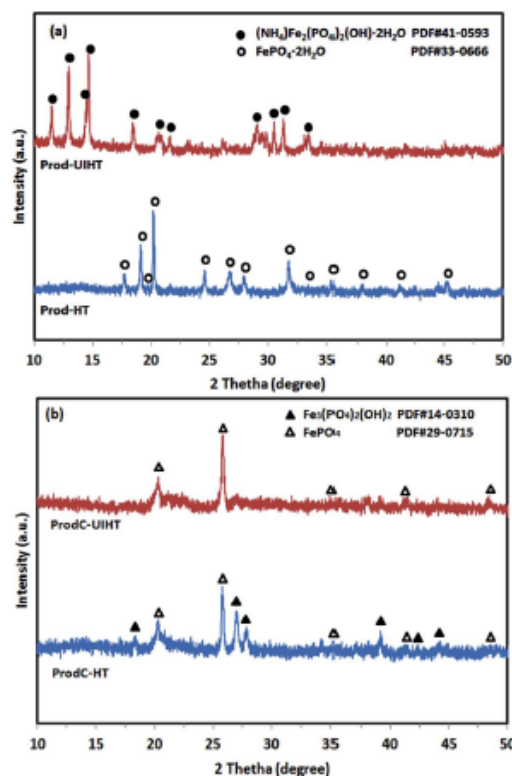 (a)
● (NH₄)Fe₂(PO₄)₂(OH)·2H₂O PDF#41-0593
○ FePO₄·2H₂O PDF#33-0666
Intensity (a.u.)
Prod-UIHT
Prod-HT
10 15 20 25 30 35 40 45 50
2 Thetha (degree)
(b)
▲ Fe₃(PO₄)₂(OH)₂ PDF#14-0310
△ FePO₄ PDF#29-0715
Intensity (a.u.)
ProdC-UIHT
ProdC-HT
10 15 20 25 30 35 40 45 50
2 Thetha (degree)